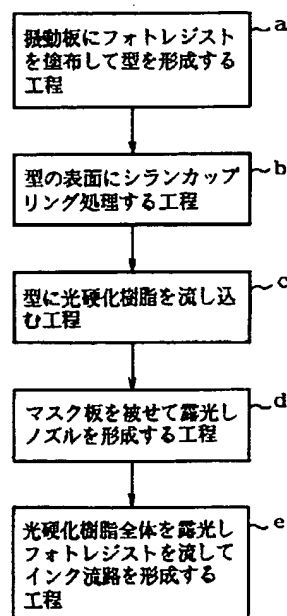 振動板にフォトレジスト
を塗布して型を形成する
工程
a
型の表面にシランカップ
リング処理する工程
b
型に光硬化樹脂を流し込
む工程
c
マスク板を被せて露光し
ノズルを形成する工程
d
光硬化樹脂全体を露光し
フォトレジストを流して
インク流路を形成する
工程
e